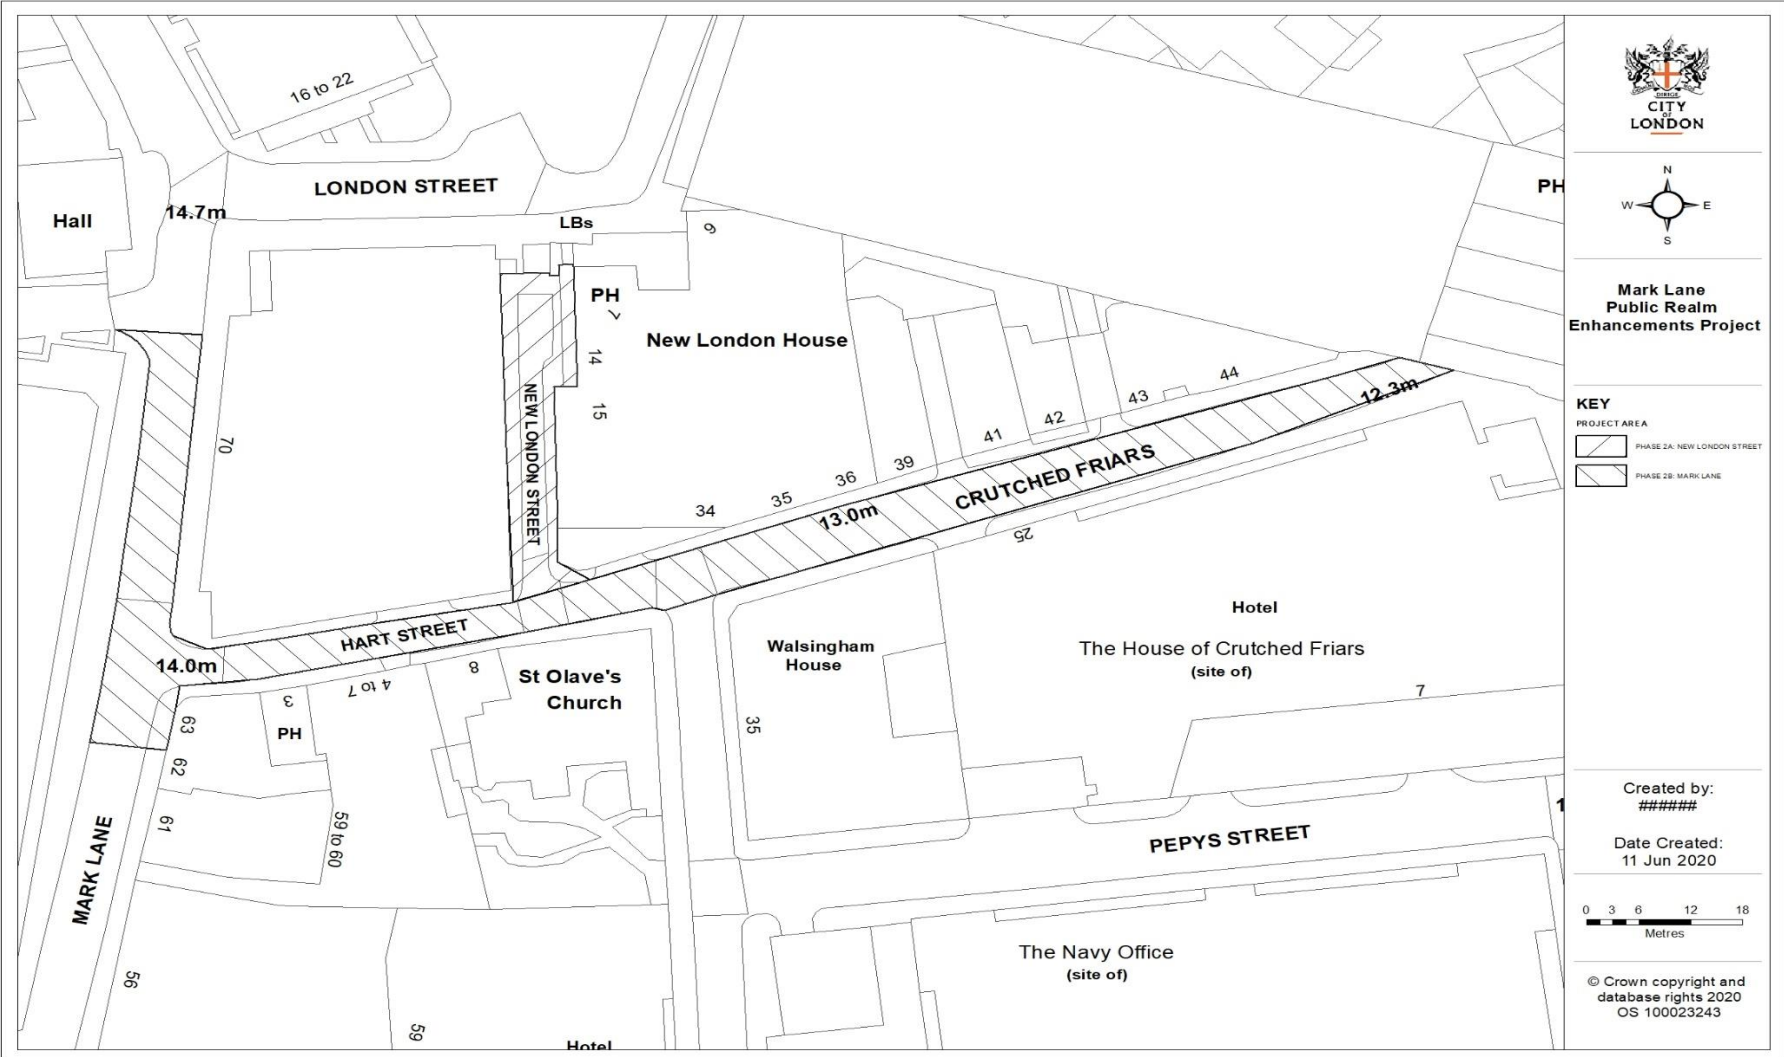 16 to 22
LONDON STREET
Hall
14.7m
LBs
9
PH
PH
7
New London House
14
15
NEW LONDON STREET
70
44
43
42
41
39
36
35
34
12.3m
CRUTCHED FRIARS
13.0m
25
HART STREET
14.0m
8
4 to 7
3
PH
St Olave's
Church
Walsingham
House
35
Hotel
The House of Crutched Friars
(site of)
7
63
62
61
59 to 60
MARK LANE
PEPYS STREET
1
The Navy Office
(site of)
56
59
Hotel
DIRIGE
CITY
OF
LONDON
N
W
E
S
Mark Lane
Public Realm
Enhancements Project
KEY
PROJECT AREA
PHASE 2A: NEW LONDON STREET
PHASE 2B: MARK LANE
Created by:
######
Date Created:
11 Jun 2020
0 3 6 12 18
Metres
© Crown copyright and
database rights 2020
OS 100023243